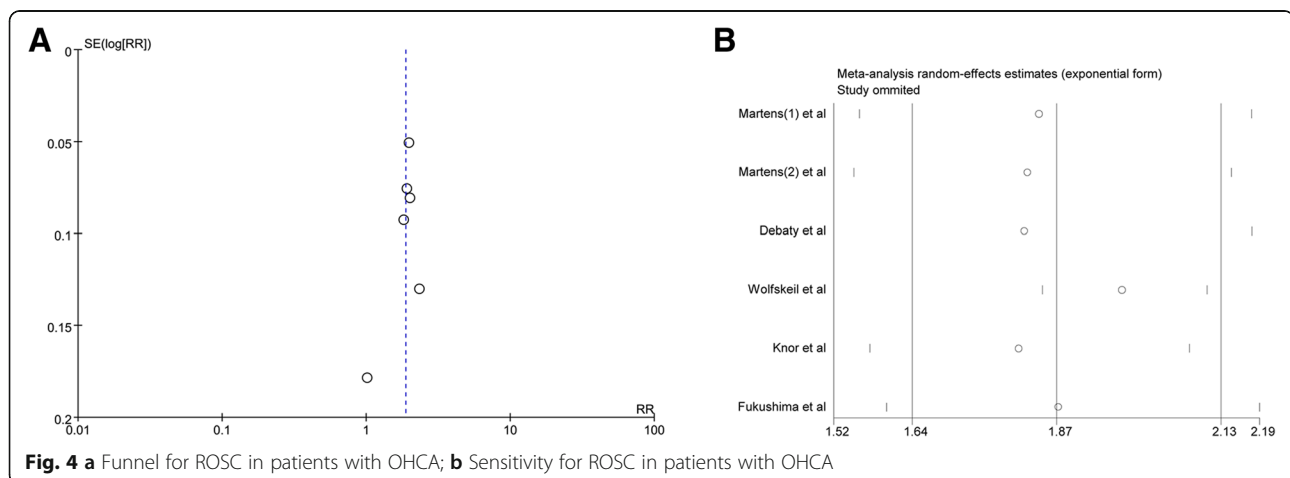 A
SE(log[RR])
0
0.05
0.1
0.15
0.2
0.01
0.1
1
10
100
RR
B
Meta-analysis random-effects estimates (exponential form)
Study ommited
Martens(1) et al
Martens(2) et al
Debaty et al
Wolfskeil et al
Knor et al
Fukushima et al
1.52
1.64
1.87
2.13
2.19
Fig. 4 a Funnel for ROSC in patients with OHCA; b Sensitivity for ROSC in patients with OHCA